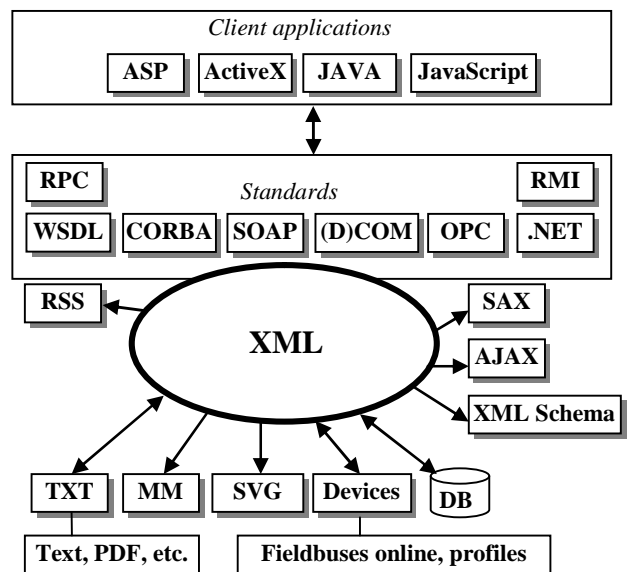 Client applications
ASP ActiveX JAVA JavaScript
RPC RMI
Standards
WSDL CORBA SOAP (D)COM OPC .NET
RSS SAX
XML
AJAX
XML Schema
TXT MM SVG Devices DB
Text, PDF, etc. Fieldbuses online, profiles